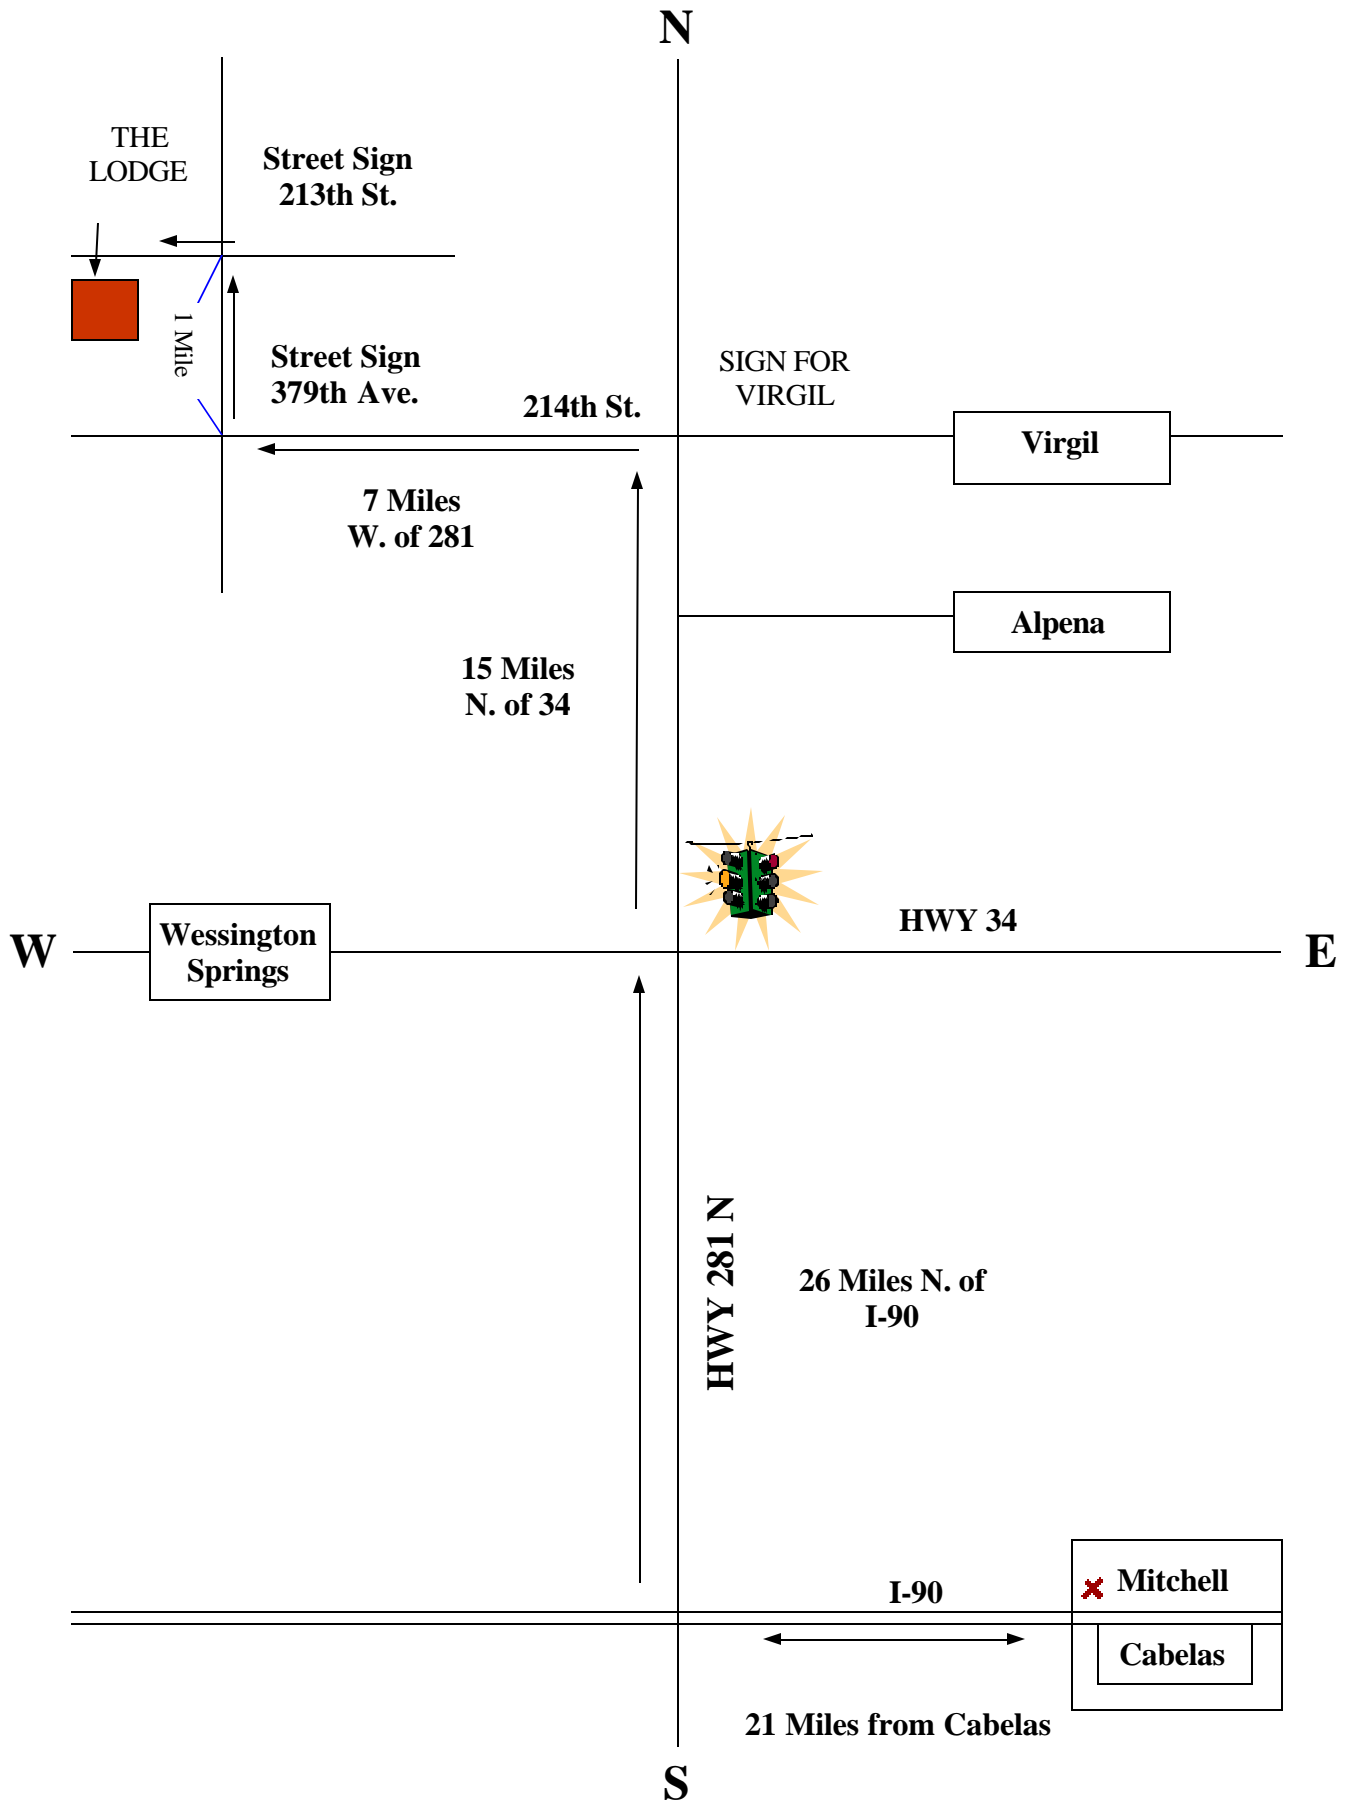 N
THE
LODGE
Street Sign
213th St.
1 Mile
Street Sign
379th Ave.
214th St.
SIGN FOR
VIRGIL
Virgil
7 Miles
W. of 281
Alpena
15 Miles
N. of 34
HWY 34
W
Wessington
Springs
E
HWY 281 N
26 Miles N. of
I-90
I-90
Mitchell
Cabelas
21 Miles from Cabelas
S